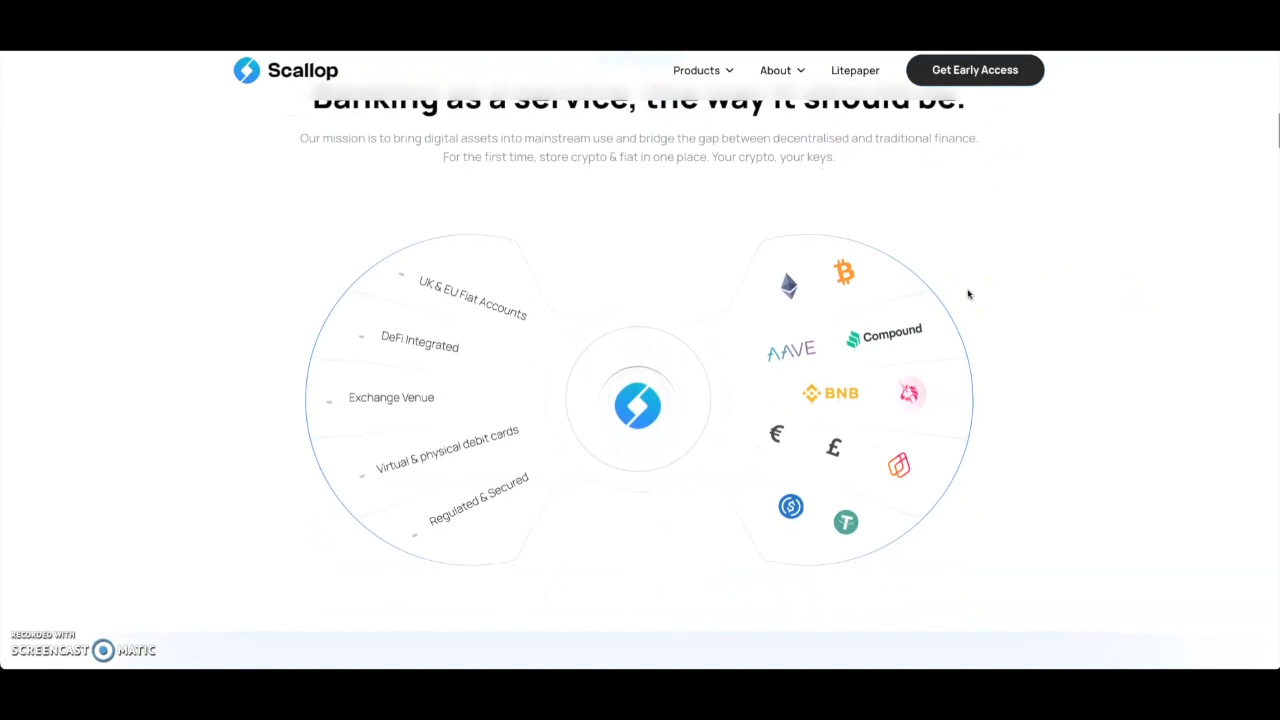 Scallop
Products
About
Litepaper
Get Early Access
Banking as a service, the way it should be.
Our mission is to bring digital assets into mainstream use and bridge the gap between decentralised and traditional finance.
For the first time, store crypto & fiat in one place. Your crypto, your keys.
UK & EU Fiat Accounts
DeFi Integrated
Exchange Venue
Virtual & physical debit cards
Regulated & Secured
AAVE
Compound
BNB
€
£
RECORDED WITH
SCREENCAST MATIC